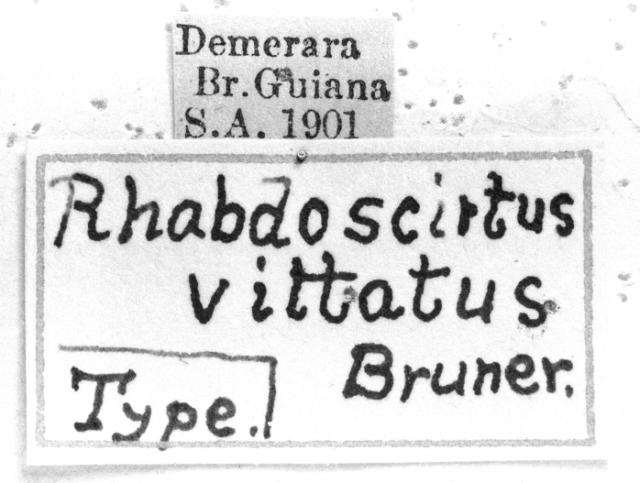 Demerara
Br. Guiana
S.A. 1901
Rhabdoscirtus
vittatus
Bruner.
Type.